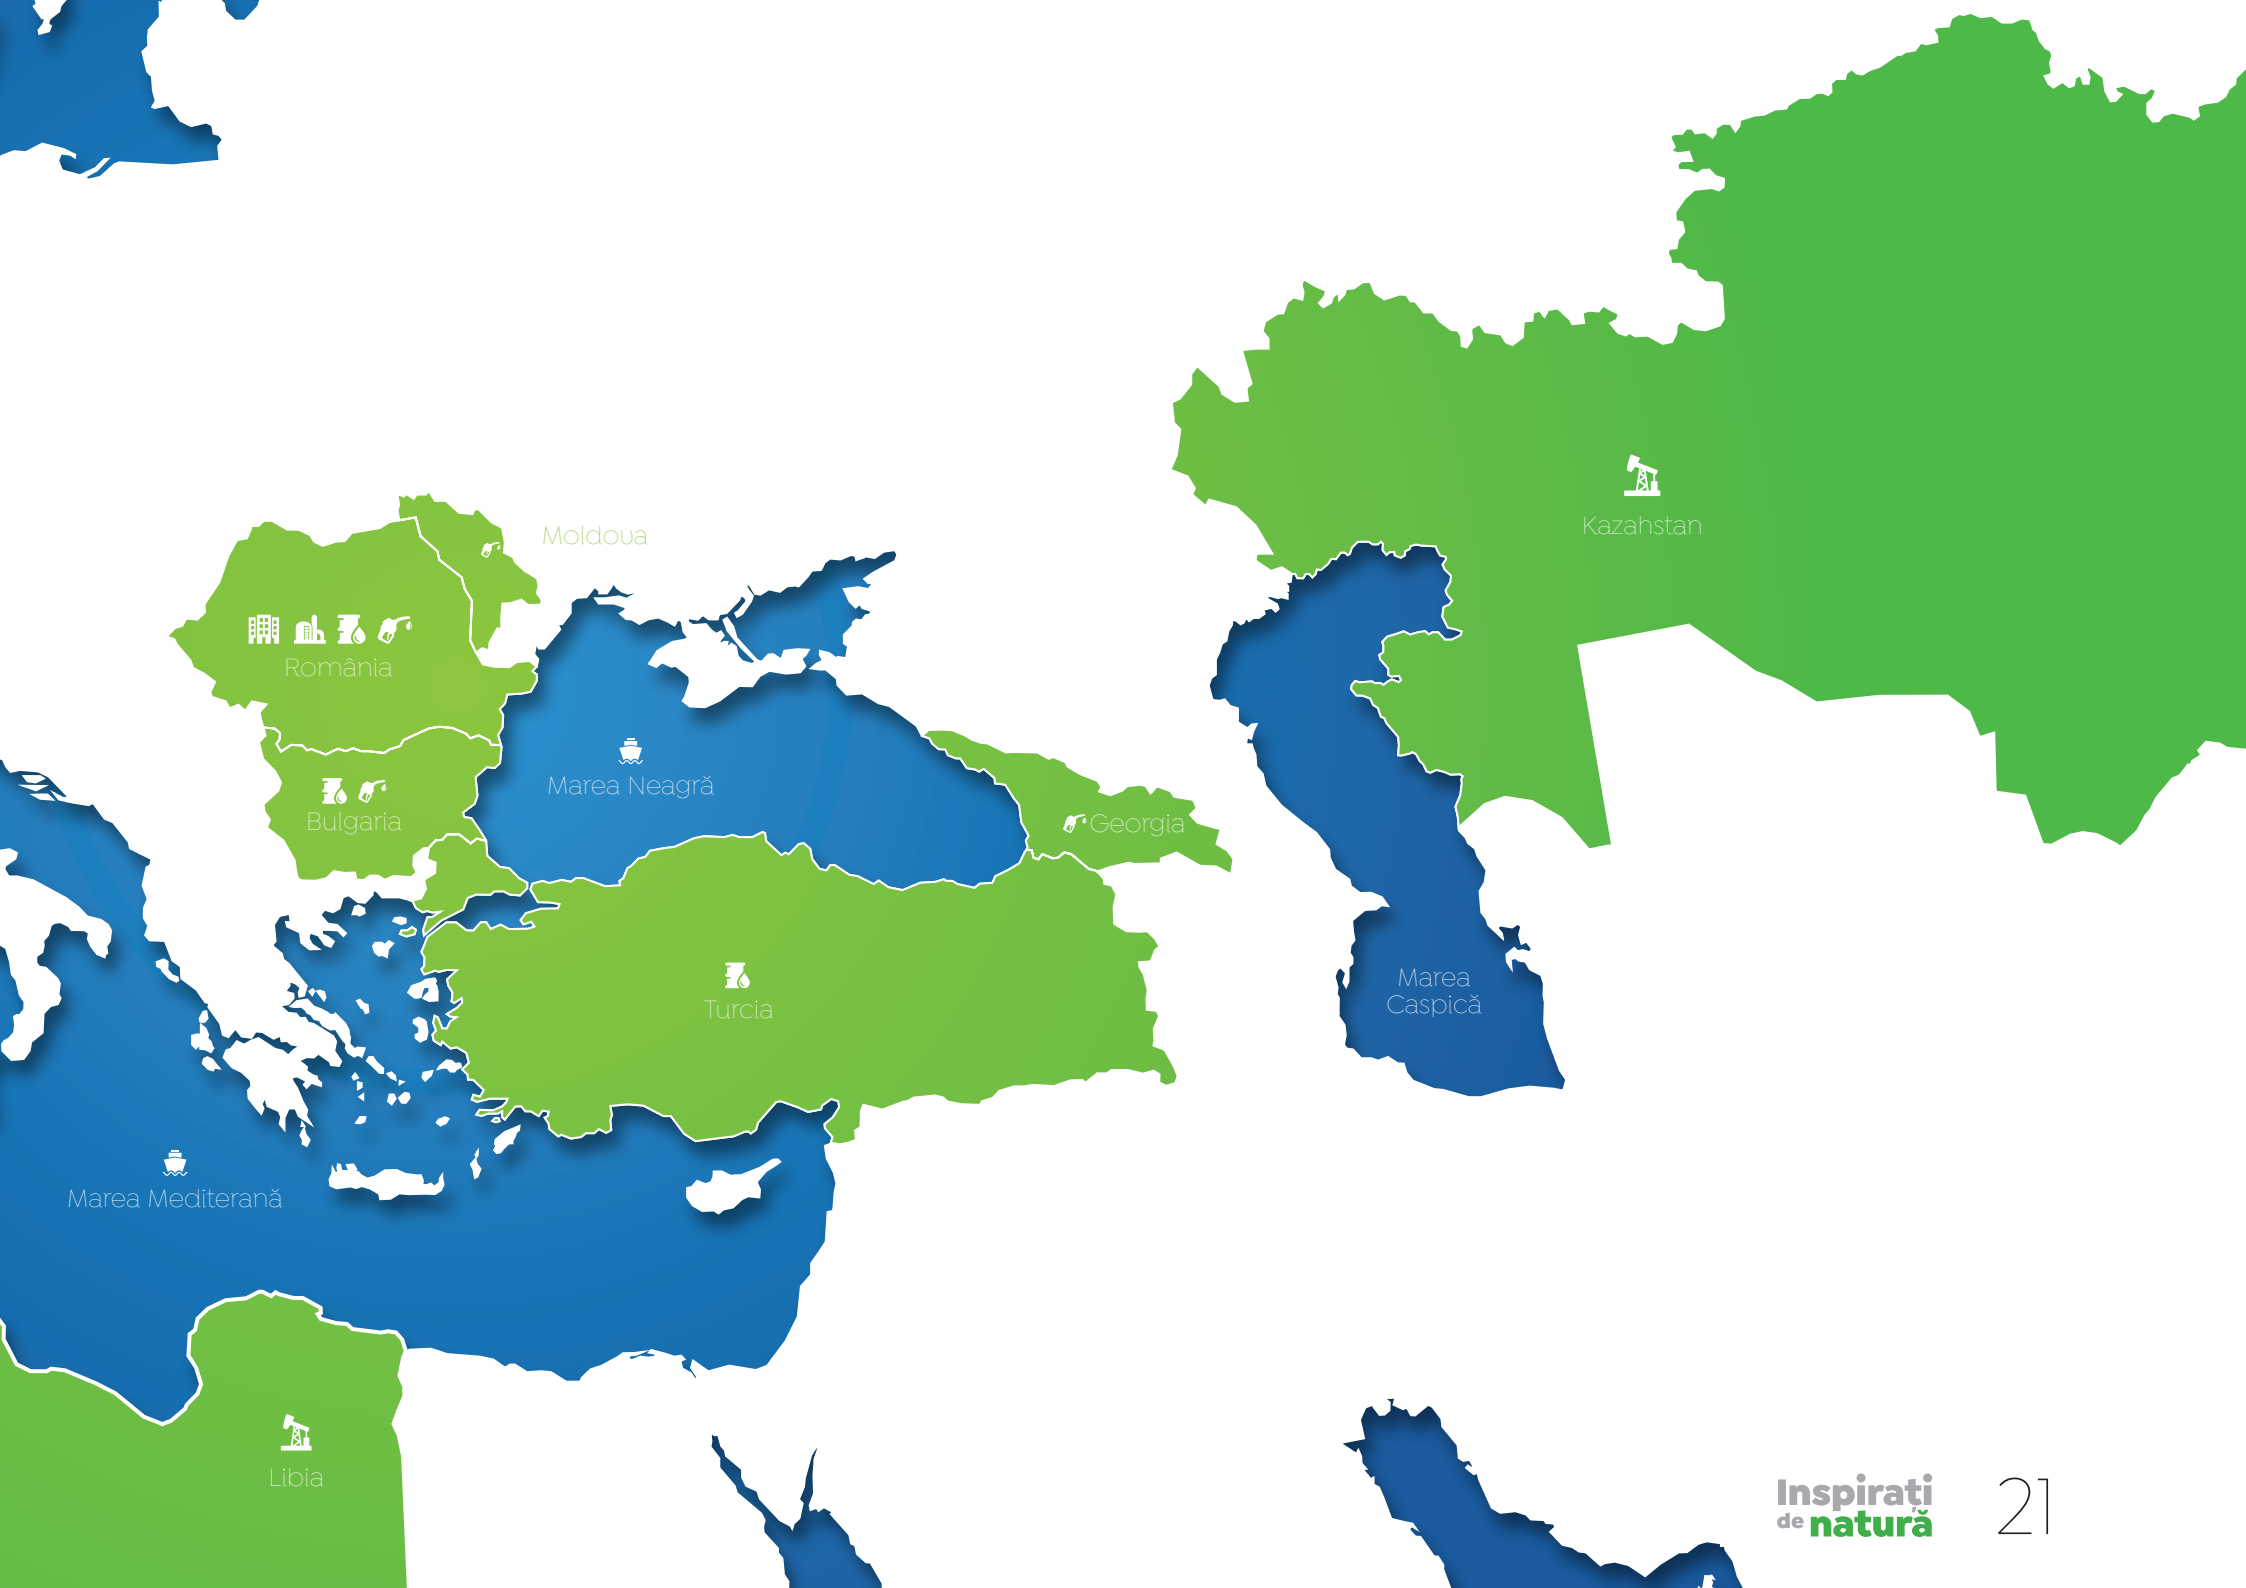 Kazahstan
Moldova
România
Marea Neagră
Bulgaria
Georgia
Marea
Caspică
Turcia
Marea Mediterană
Libia
Inspirați
de natură
21